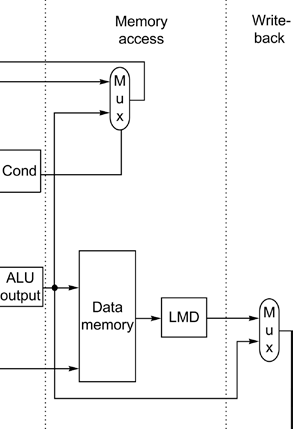 Memory
access
Write-
back
M
u
x
Cond
ALU
output
Data
memory
LMD
M
u
x